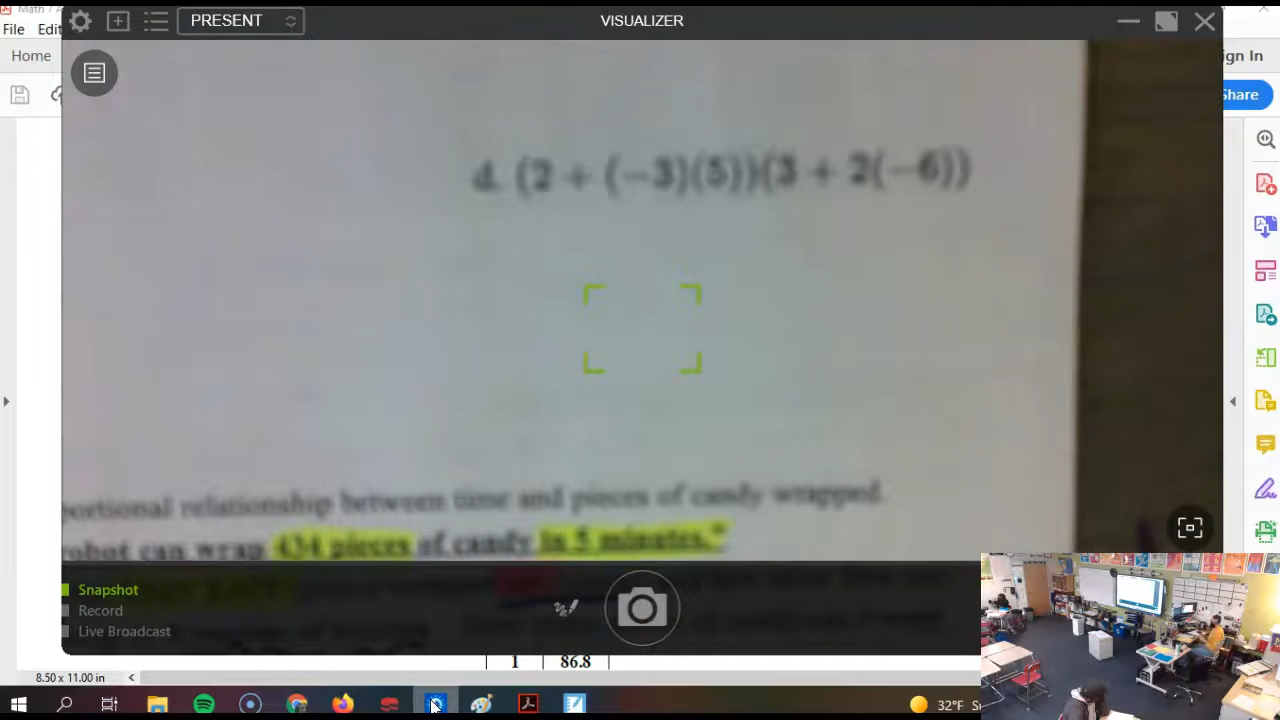 Math / A
PRESENT
VISUALIZER
File Edit
Home
gn In
Share
d. (2 + (−3)(5))(3 + 2(−6))
portional relationship between time and pieces of candy wrapped.
robot can wrap 434 pieces of candy in 5 minutes."
Snapshot
Record
Live Broadcast
1 86.8
8.50 x 11.00 in
32°F